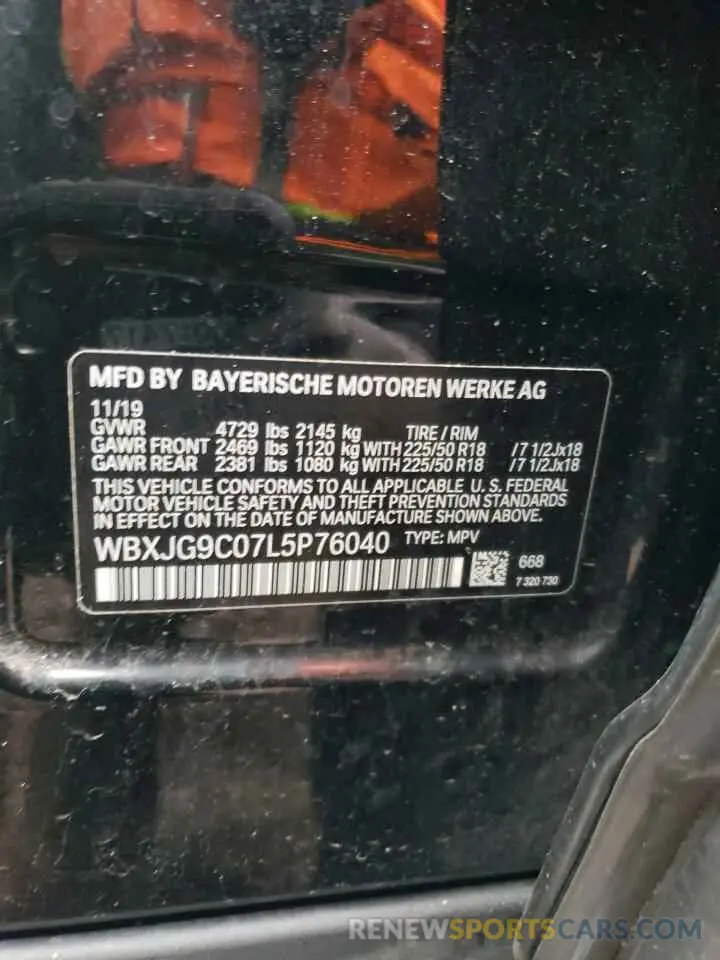 MFD BY BAYERISCHE MOTOREN WERKE AG
11/19
GVWR 4729 lbs 2145 kg TIRE / RIM
GAWR FRONT 2469 lbs 1120 kg WITH 225/50 R18 /7 1/2Jx18
GAWR REAR 2381 lbs 1080 kg WITH 225/50 R18 /7 1/2Jx18
THIS VEHICLE CONFORMS TO ALL APPLICABLE U.S. FEDERAL
MOTOR VEHICLE SAFETY AND THEFT PREVENTION STANDARDS
IN EFFECT ON THE DATE OF MANUFACTURE SHOWN ABOVE.
WBXJG9C07L5P76040 TYPE: MPV
668
7 320 730
RENEWSPORTSCARS.COM